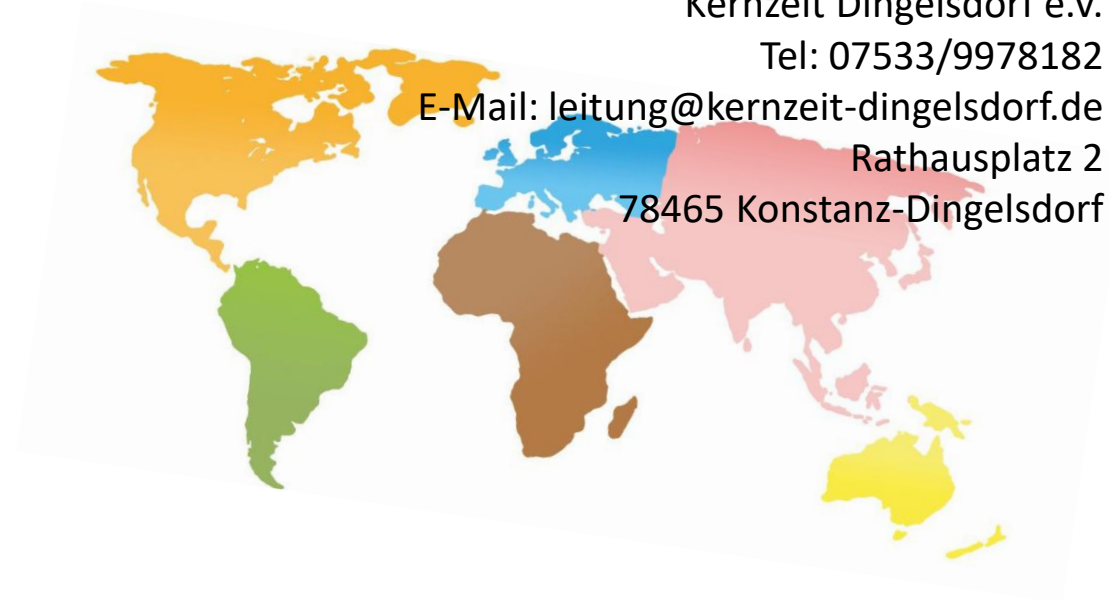 Kernzeit Dingelsdorf e.V.
Tel: 07533/9978182
E-Mail: leitung@kernzeit-dingelsdorf.de
Rathausplatz 2
78465 Konstanz-Dingelsdorf